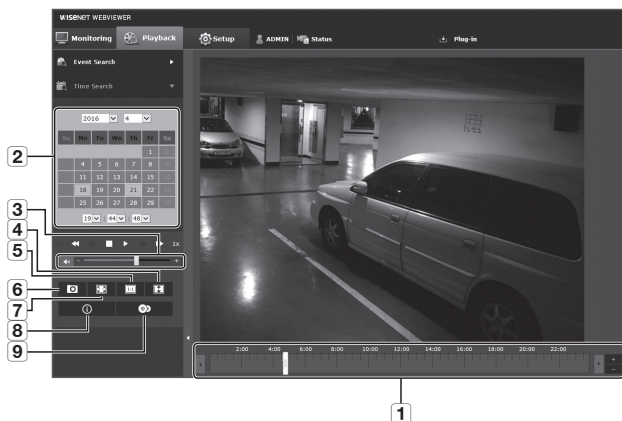 WISENET WEBVIEWER
Monitoring Playback Setup ADMIN Status Plug-in
Event Search
Time Search
2016 4
Su Mo Tu We Th Fr Sa
1
4 5 6 7 8
11 12 13 14 15
18 19 20 21 22
25 26 27 28 29
19 : 44 : 48
1x
- +
1:1
2:00 4:00 6:00 8:00 10:00 12:00 14:00 16:00 18:00 20:00 22:00
+
-
2
3
4
5
6
7
8
9
1